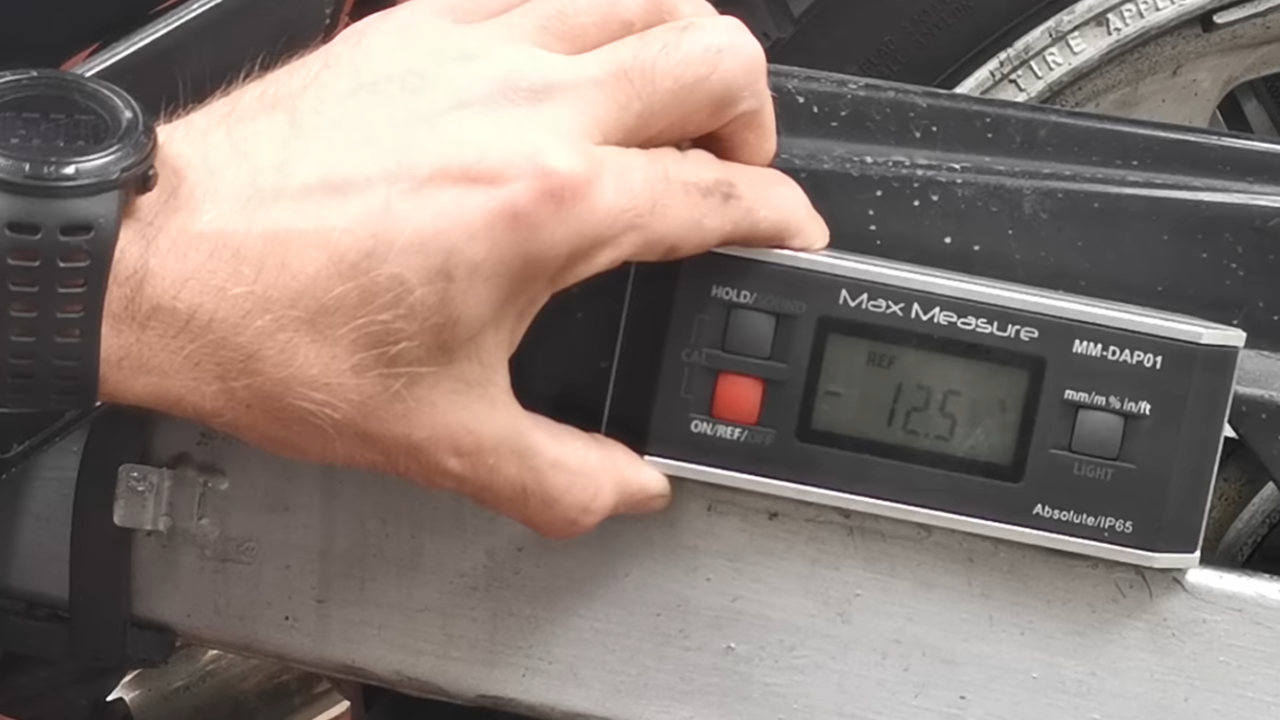 TIRE APPL
HOLD/SOUND
Max Measure
MM-DAP01
CAL
REF
- 12.5
mm/m % in/ft
ON/REF/OFF
LIGHT
Absolute/IP65